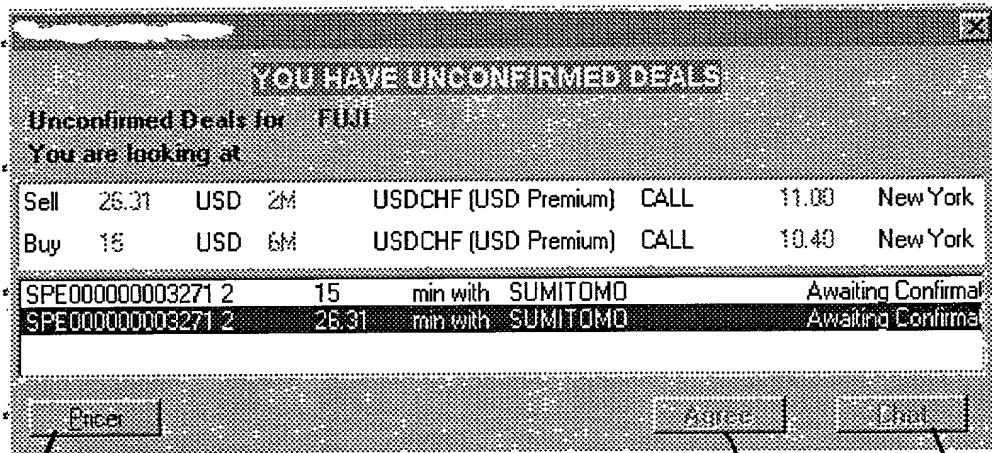 YOU HAVE UNCONFIRMED DEALS
Unconfirmed Deals for FUJI
You are looking at
Sell 26.31 USD 2M USDCHF (USD Premium) CALL 11.00 New York
Buy 15 USD 6M USDCHF (USD Premium) CALL 10.40 New York
SPE000000003271 2 15 min with SUMITOMO Awaiting Confirmat
SPE000000003271 2 26.31 min with SUMITOMO Awaiting Confirmat
Pricer Agree Chat